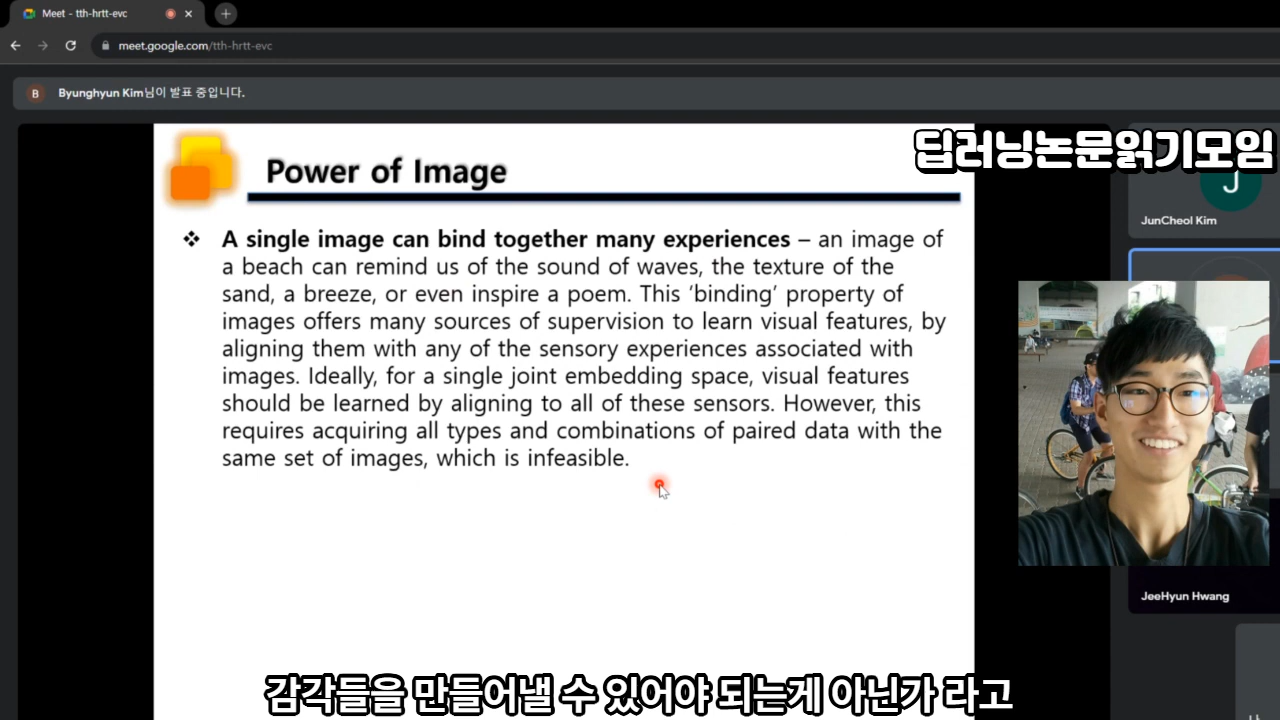 Meet - tth-hrtt-evc
meet.google.com/tth-hrtt-evc
B
Byunghyun Kim님이 발표 중입니다.
딥러닝논문읽기모임
Power of Image
J
JunCheol Kim
A single image can bind together many experiences – an image of
a beach can remind us of the sound of waves, the texture of the
sand, a breeze, or even inspire a poem. This ‘binding’ property of
images offers many sources of supervision to learn visual features, by
aligning them with any of the sensory experiences associated with
images. Ideally, for a single joint embedding space, visual features
should be learned by aligning to all of these sensors. However, this
requires acquiring all types and combinations of paired data with the
same set of images, which is infeasible.
JeeHyun Hwang
감각들을 만들어낼 수 있어야 되는게 아닌가 라고